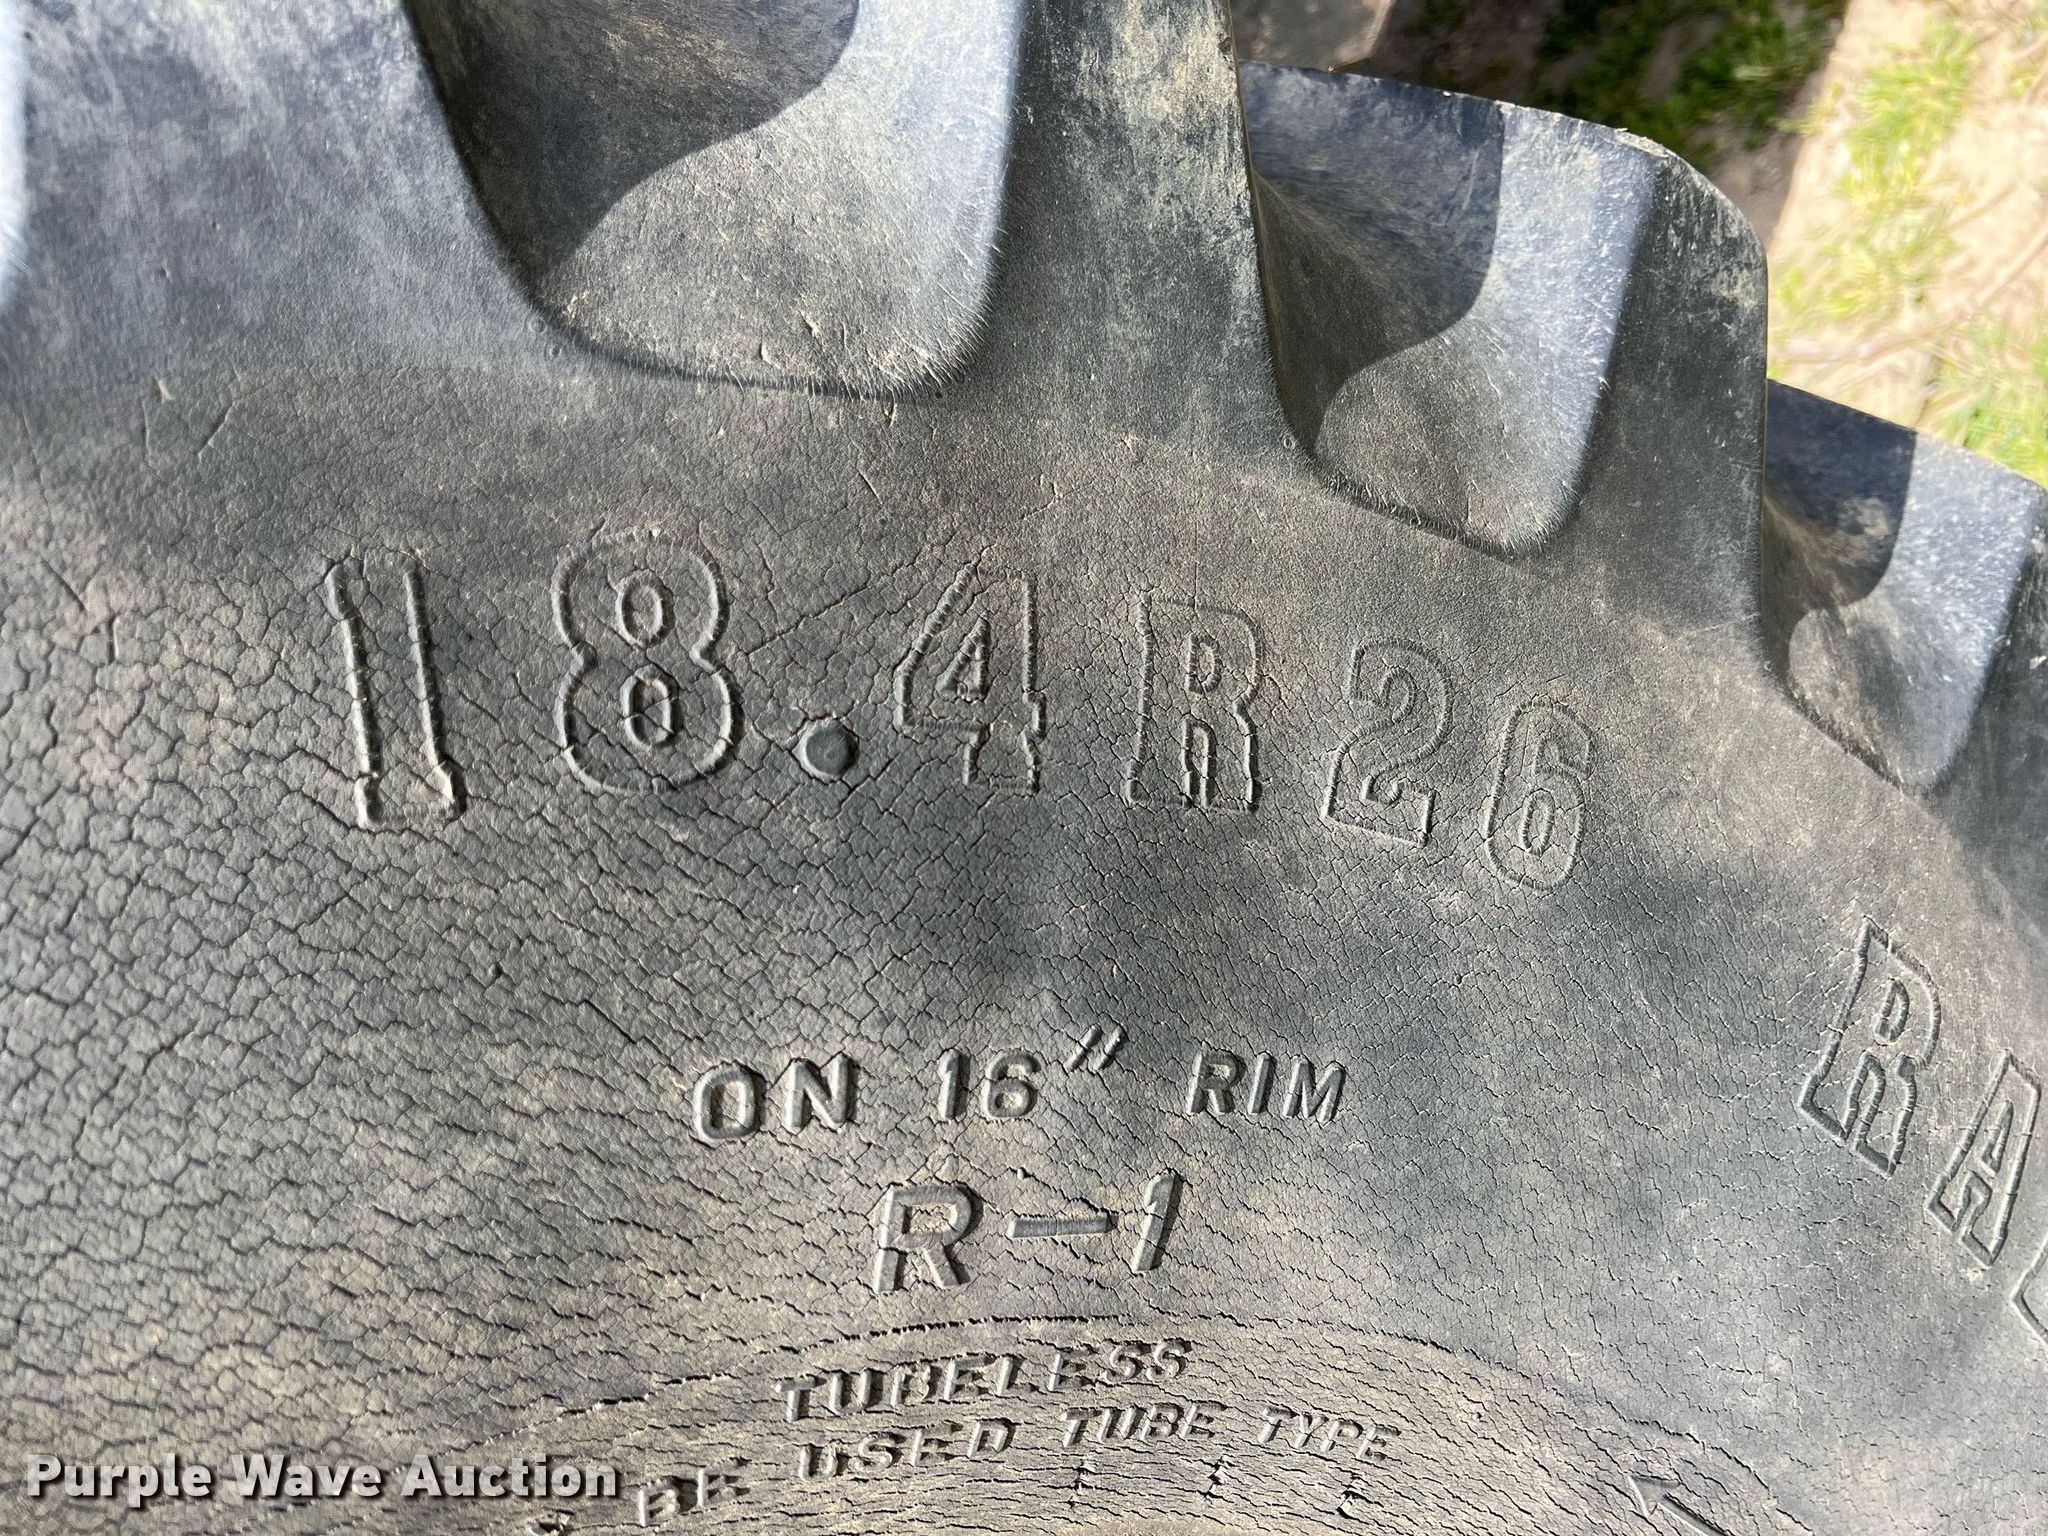 18.4R26
ON 16" RIM
R-1
TUBELESS
BE USED TUBE TYPE
Purple Wave Auction